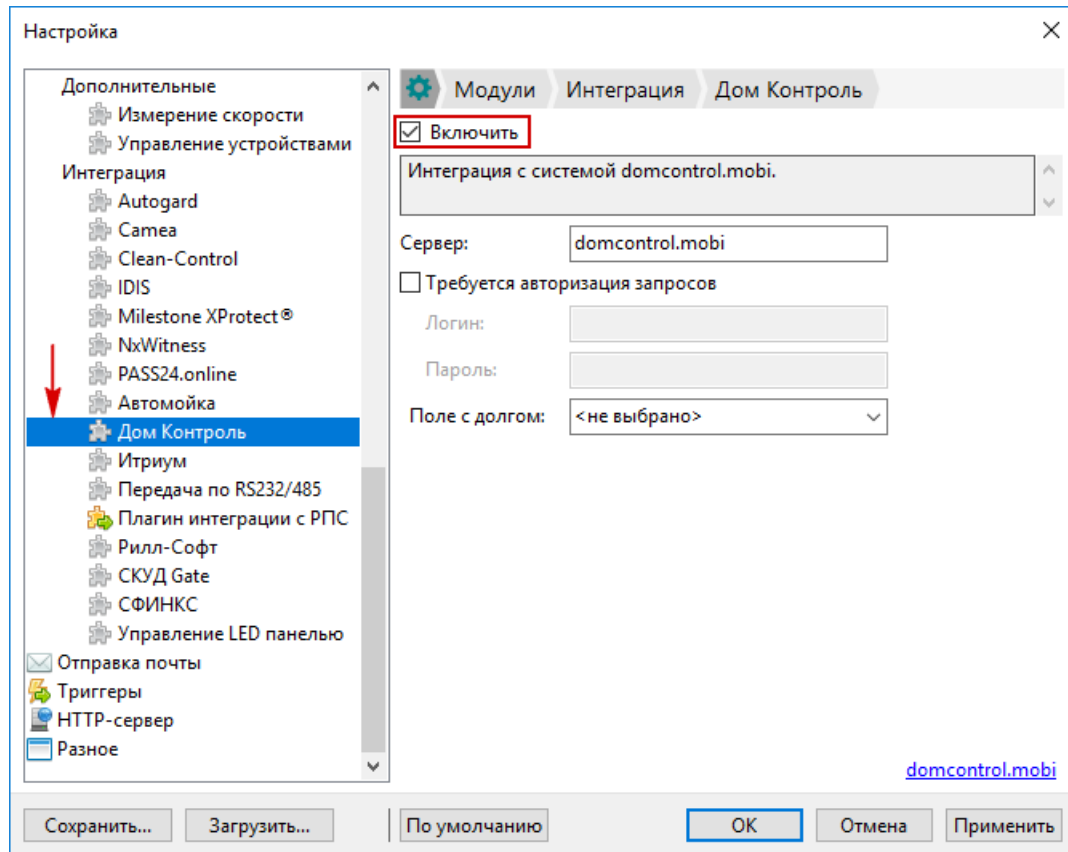 Настройка
Дополнительные
Измерение скорости
Управление устройствами
Интеграция
Autogard
Camea
Clean-Control
IDIS
Milestone XProtect®
NxWitness
PASS24.online
Автомойка
Дом Контроль
Итриум
Передача по RS232/485
Плагин интеграции с РПС
Рилл-Софт
СКУД Gate
СФИНКС
Управление LED панелью
Отправка почты
Триггеры
HTTP-сервер
Разное
Модули Интеграция Дом Контроль
Включить
Интеграция с системой domcontrol.mobi.
Сервер: domcontrol.mobi
Требуется авторизация запросов
Логин:
Пароль:
Поле с долгом: <не выбрано>
domcontrol.mobi
Сохранить... Загрузить... По умолчанию OK Отмена Применить